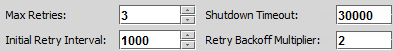 Max Retries: 3 Shutdown Timeout: 30000
Initial Retry Interval: 1000 Retry Backoff Multiplier: 2